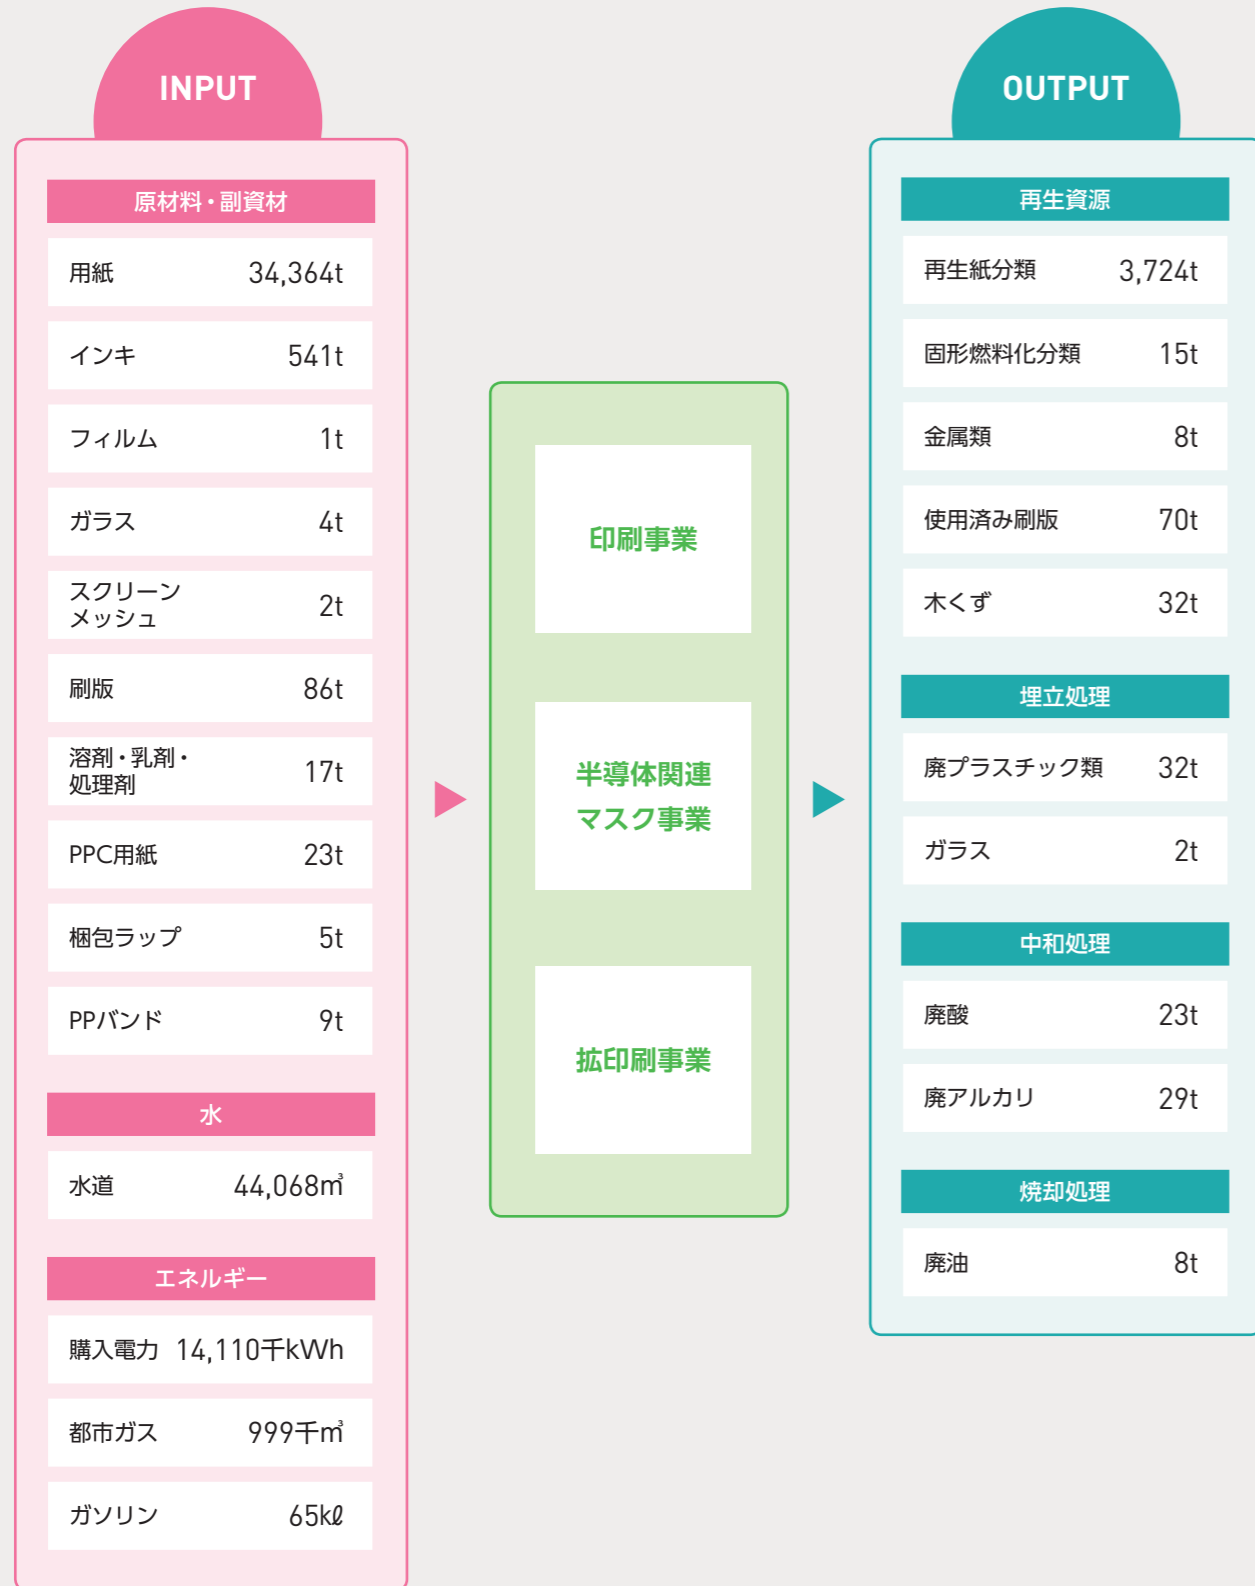 INPUT
原材料・副資材
用紙 34,364t
インキ 541t
フィルム 1t
ガラス 4t
スクリーン
メッシュ 2t
刷版 86t
溶剤・乳剤・
処理剤 17t
PPC用紙 23t
梱包ラップ 5t
PPバンド 9t
水
水道 44,068㎥
エネルギー
購入電力 14,110千kWh
都市ガス 999千㎥
ガソリン 65kℓ
印刷事業
半導体関連
マスク事業
拡印刷事業
OUTPUT
再生資源
再生紙分類 3,724t
固形燃料化分類 15t
金属類 8t
使用済み刷版 70t
木くず 32t
埋立処理
廃プラスチック類 32t
ガラス 2t
中和処理
廃酸 23t
廃アルカリ 29t
焼却処理
廃油 8t